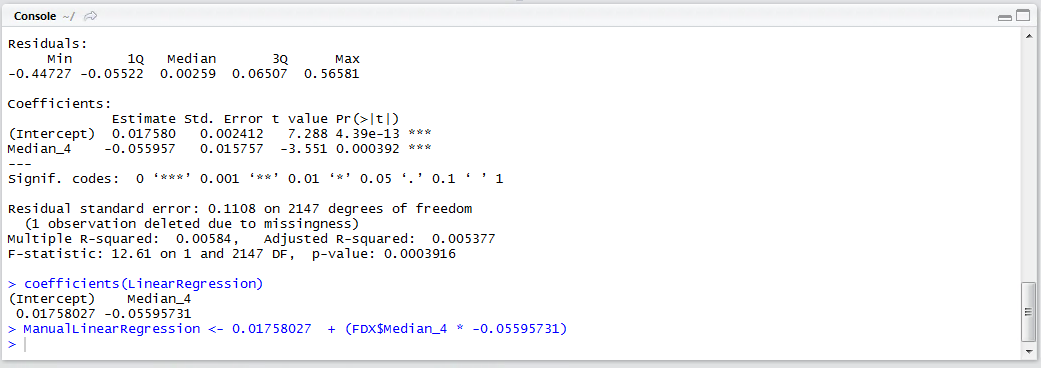 Console ~/
Residuals:
     Min       1Q   Median       3Q      Max
-0.44727 -0.05522  0.00259  0.06507  0.56581
Coefficients:
             Estimate Std. Error t value Pr(>|t|)
(Intercept)  0.017580   0.002412   7.288 4.39e-13 ***
Median_4    -0.055957   0.015757  -3.551 0.000392 ***
---
Signif. codes:  0 ‘***’ 0.001 ‘**’ 0.01 ‘*’ 0.05 ‘.’ 0.1 ‘ ’ 1
Residual standard error: 0.1108 on 2147 degrees of freedom
  (1 observation deleted due to missingness)
Multiple R-squared:  0.00584,   Adjusted R-squared:  0.005377
F-statistic: 12.61 on 1 and 2147 DF,  p-value: 0.0003916
> coefficients(LinearRegression)
(Intercept)    Median_4
 0.01758027 -0.05595731
> ManualLinearRegression <- 0.01758027  + (FDX$Median_4 * -0.05595731)
>